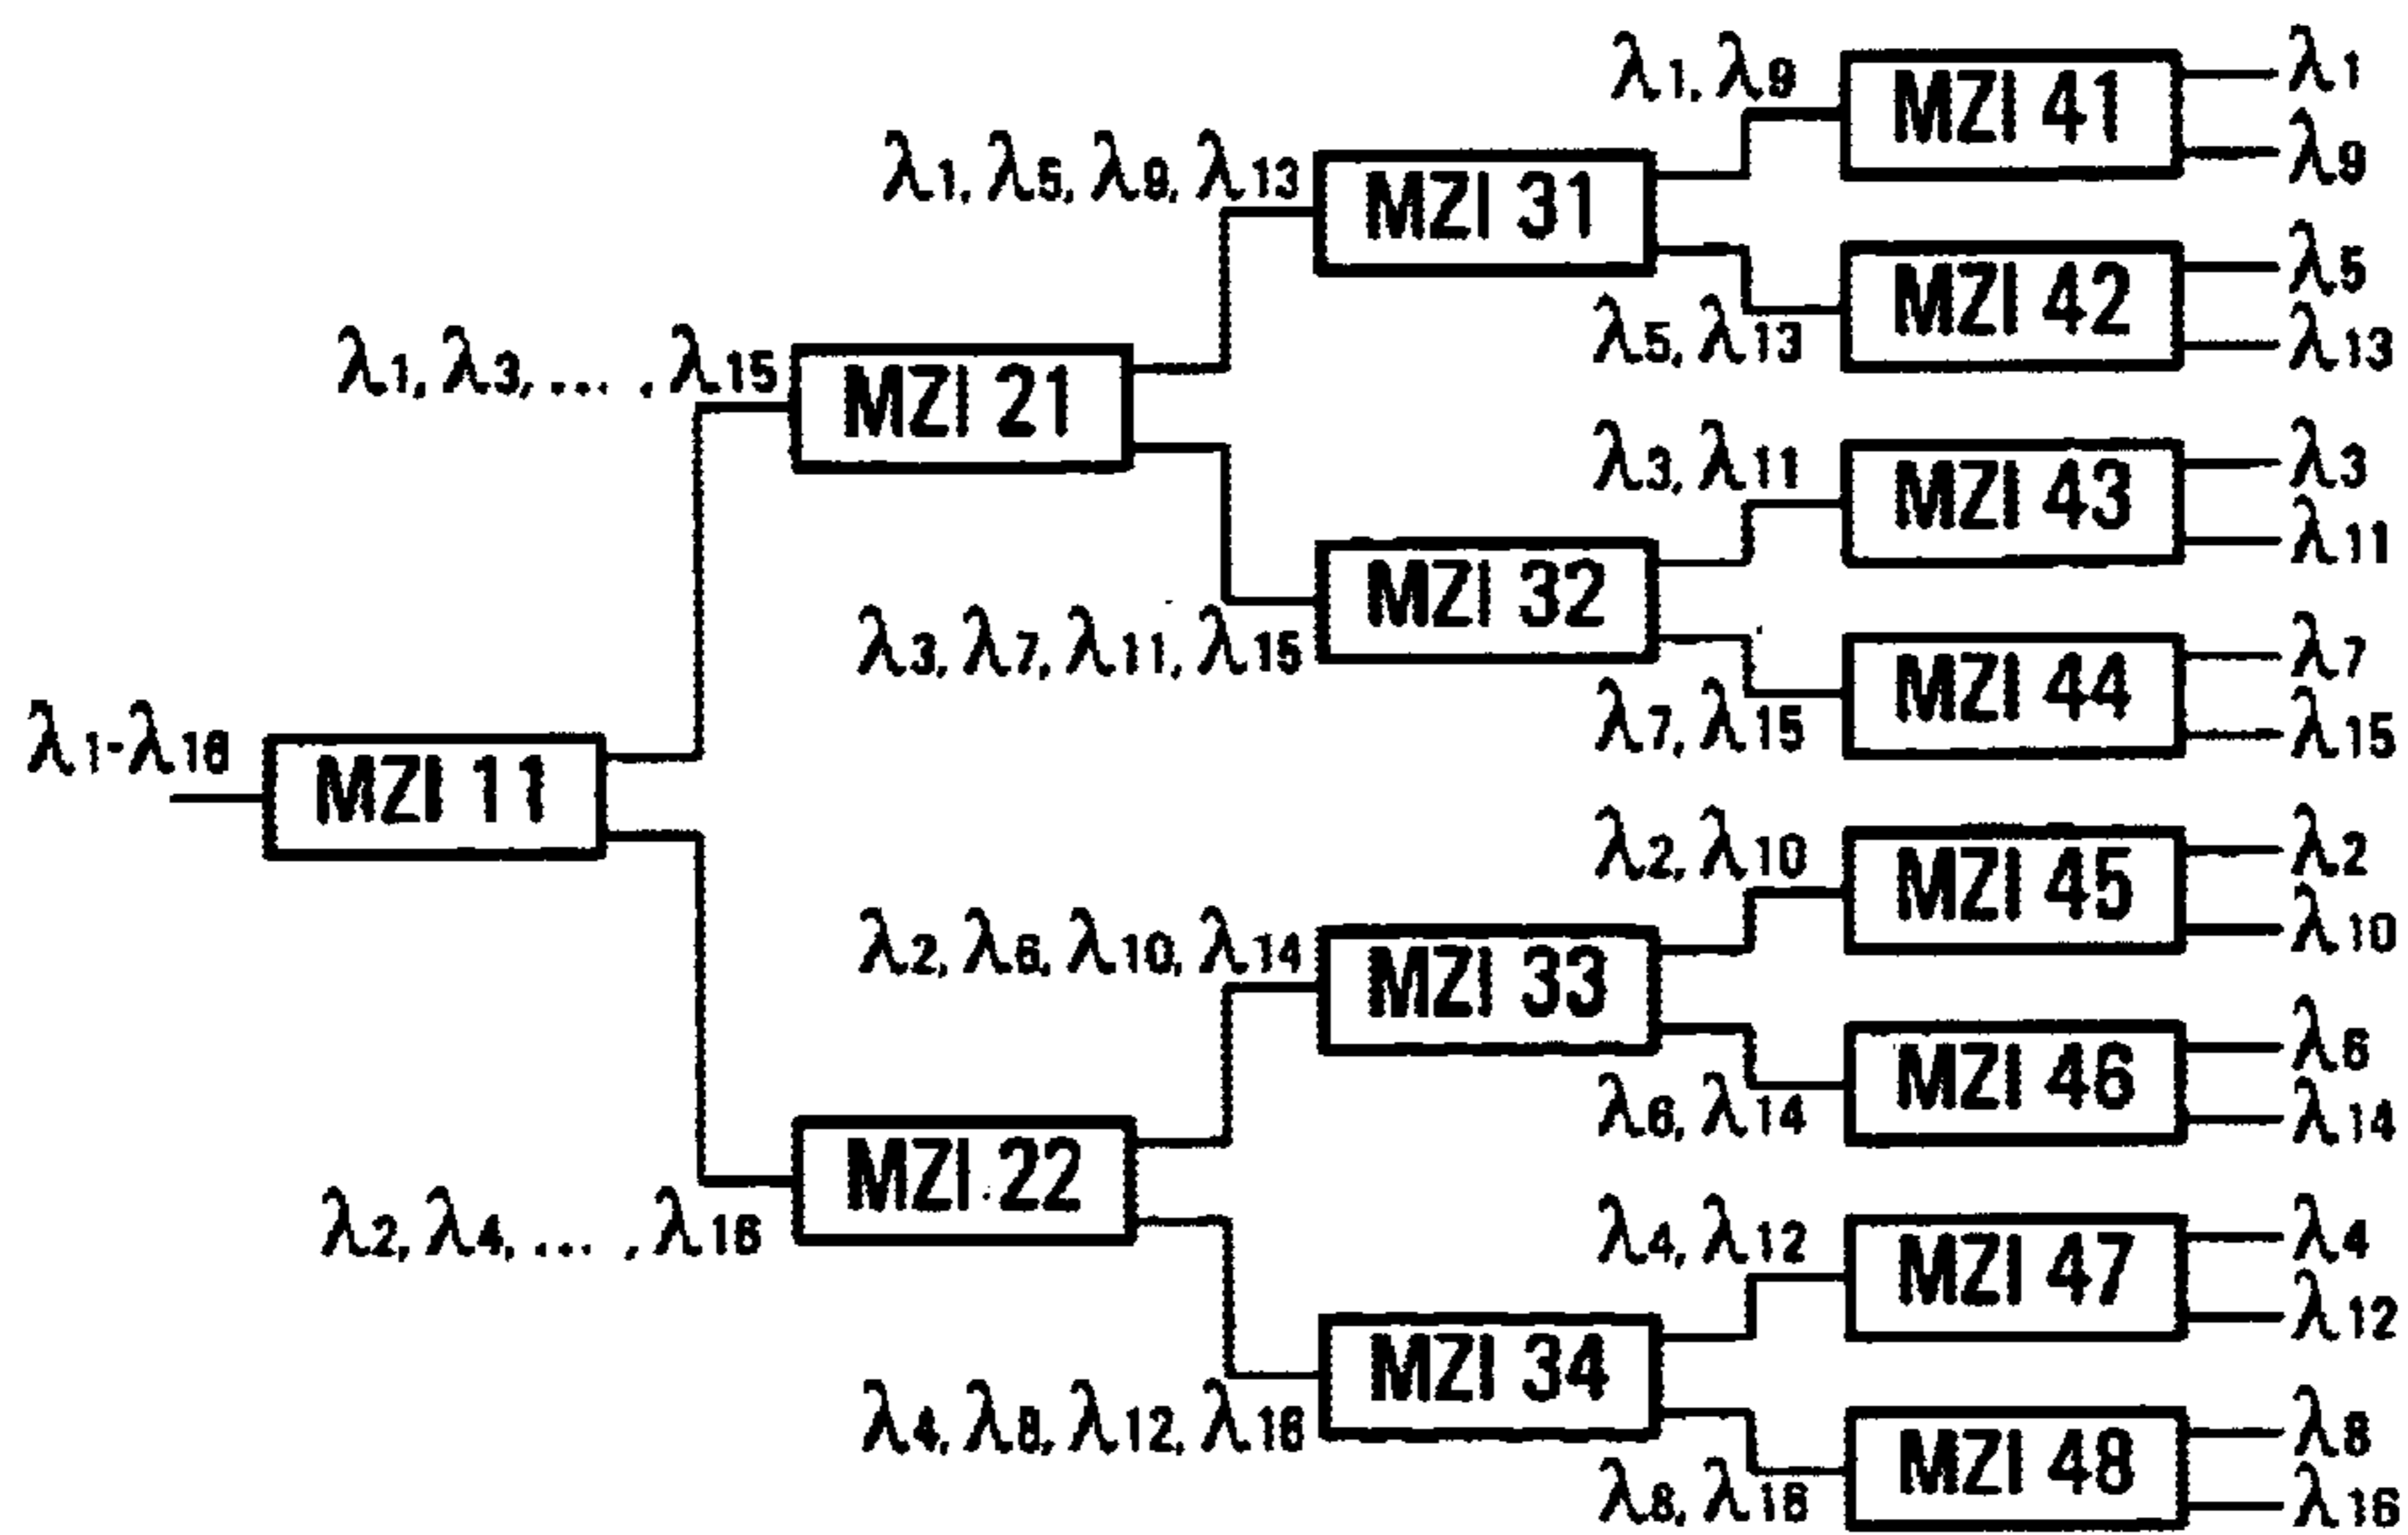 λ1, λ9
MZI 41
λ1
λ9
λ1, λ5, λ9, λ13
MZI 31
λ5, λ13
MZI 42
λ5
λ13
λ1, λ3, ... , λ15
MZI 21
λ3, λ11
MZI 43
λ3
λ11
λ3, λ7, λ11, λ15
MZI 32
λ7, λ15
MZI 44
λ7
λ15
λ1-λ16
MZI 11
λ2, λ10
MZI 45
λ2
λ10
λ2, λ6, λ10, λ14
MZI 33
λ6, λ14
MZI 46
λ6
λ14
λ2, λ4, ... , λ16
MZI 22
λ4, λ12
MZI 47
λ4
λ12
λ4, λ8, λ12, λ16
MZI 34
λ8, λ16
MZI 48
λ8
λ16